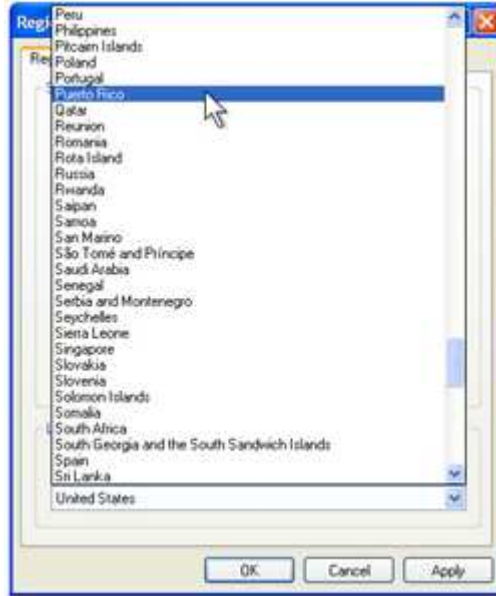 Regi
Peru
Philippines
Pitcairn Islands
Re
Poland
Portugal
Puerto Rico
Qatar
Reunion
Romania
Rota Island
Russia
Rwanda
Saipan
Samoa
San Marino
São Tomé and Príncipe
Saudi Arabia
Senegal
Serbia and Montenegro
Seychelles
Sierra Leone
Singapore
Slovakia
Slovenia
Solomon Islands
Somalia
South Africa
South Georgia and the South Sandwich Islands
Spain
Sri Lanka
United States
OK Cancel Apply